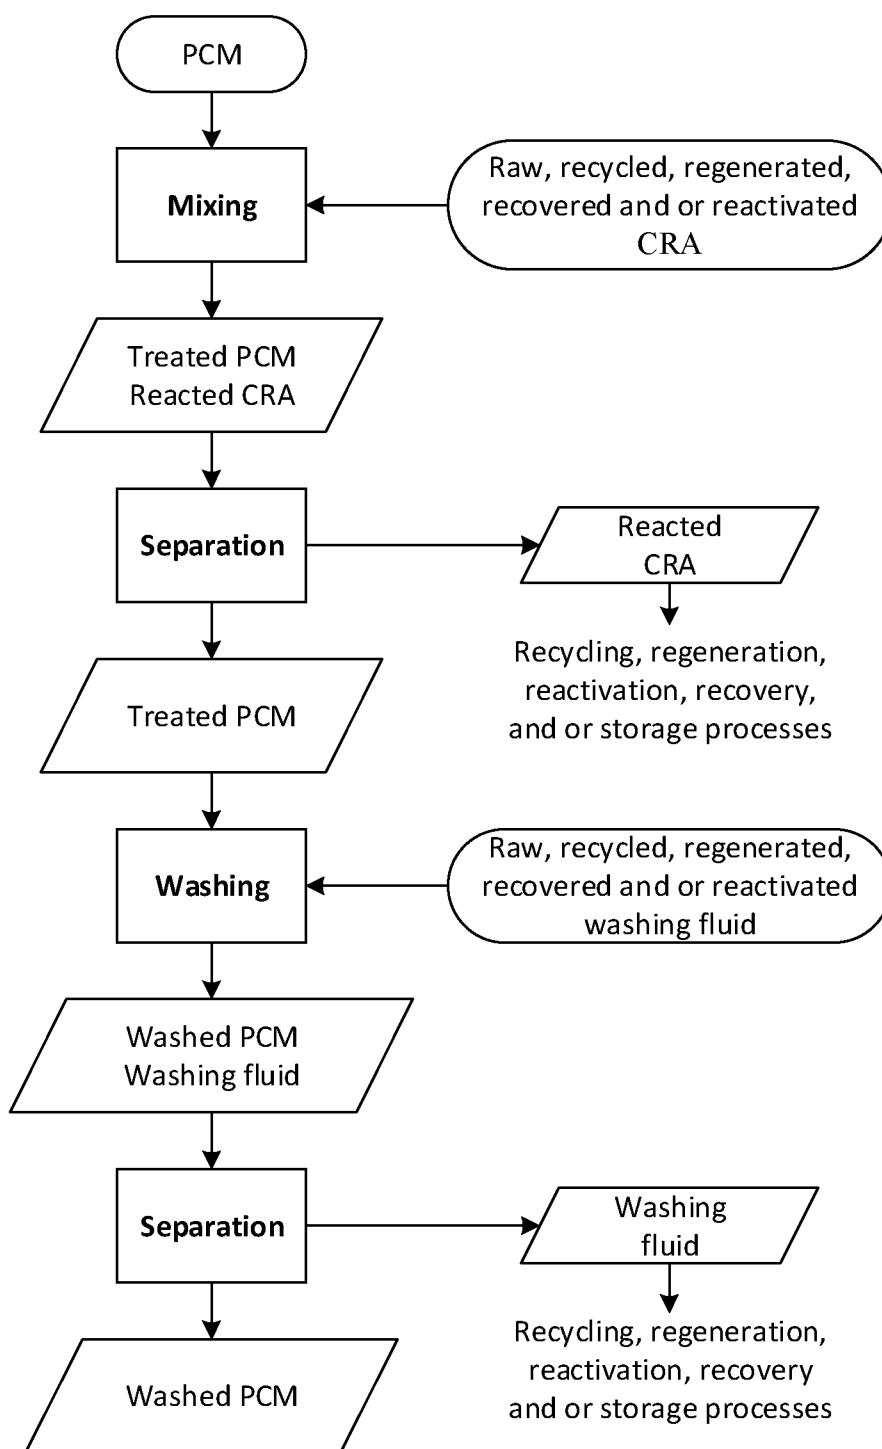 PCM
Mixing
Raw, recycled, regenerated,
recovered and or reactivated
CRA
Treated PCM
Reacted CRA
Separation
Reacted
CRA
Recycling, regeneration,
reactivation, recovery,
and or storage processes
Treated PCM
Washing
Raw, recycled, regenerated,
recovered and or reactivated
washing fluid
Washed PCM
Washing fluid
Separation
Washing
fluid
Recycling, regeneration,
reactivation, recovery
and or storage processes
Washed PCM